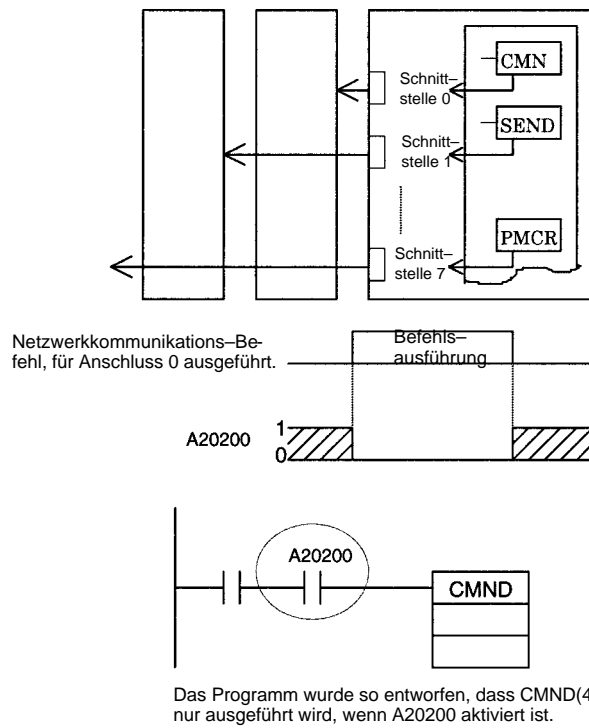 CMN
Schnitt–
stelle 0
SEND
Schnitt–
stelle 1
PMCR
Schnitt–
stelle 7
Netzwerkkommunikations–Be-
fehl, für Anschluss 0 ausgeführt.
Befehls–
ausführung
A20200
1
0
A20200
CMND
Das Programm wurde so entworfen, dass CMND(4
nur ausgeführt wird, wenn A20200 aktiviert ist.